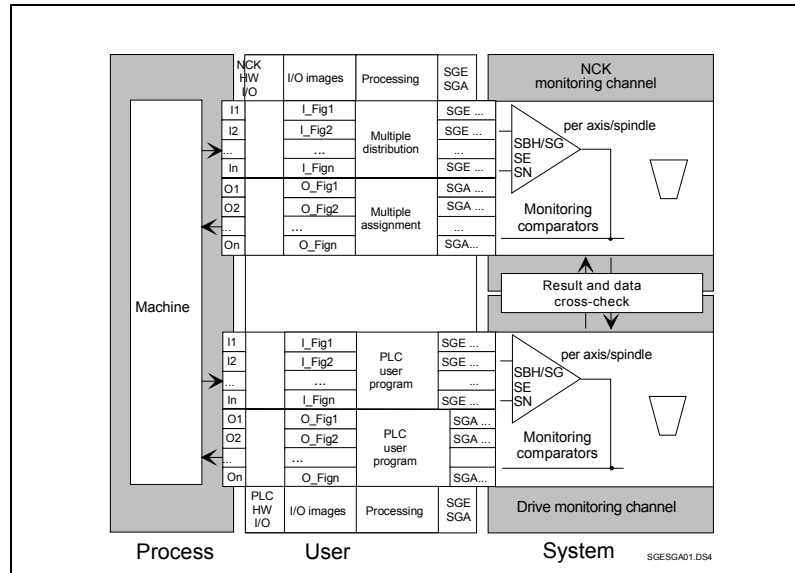 NCK
HW
I/O
I/O images
Processing
SGE
SGA
NCK
monitoring channel
I1
I_Fig1
SGE ...
I2
I_Fig2
SGE ...
...
...
...
In
I_Fign
SGE ...
Multiple
distribution
per axis/spindle
SBH/SG
SE
SN
O1
O_Fig1
SGA ...
O2
O_Fig2
SGA ...
...
...
...
On
O_Fign
SGA...
Multiple
assignment
Monitoring
comparators
Machine
Result and data
cross-check
I1
I_Fig1
SGE ...
I2
I_Fig2
SGE ...
...
...
...
In
I_Fign
SGE ...
PLC
user
program
per axis/spindle
SBH/SG
SE
SN
O1
O_Fig1
SGA ...
O2
O_Fig2
SGA ...
...
...
On
O_Fign
SGA...
PLC
user
program
Monitoring
comparators
PLC
HW
I/O
I/O images
Processing
SGE
SGA
Drive monitoring channel
Process
User
System
SGESGA01.DS4